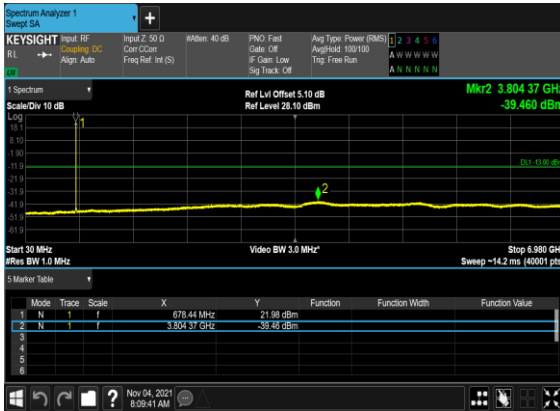 Spectrum Analyzer 1
Swept SA
+
KEYSIGHT Input: RF Input Z: 50 Ω #Atten: 40 dB PNO: Fast Avg Type: Power (RMS) 1 2 3 4 5 6
RL Coupling: DC Corr CCorr Gate: Off Avg|Hold: 100/100 A W W W W W
Align: Auto Freq Ref: Int (S) IF Gain: Low Trig: Free Run
Sig Track: Off A N N N N N
1 Spectrum
Ref Lvl Offset 5.10 dB Mkr2 3.804 37 GHz
Scale/Div 10 dB Ref Level 28.10 dBm -39.460 dBm
Log
18.1
8.10
-1.90
-11.9
-21.9
-31.9
-41.9
-51.9
-61.9
1
DL1 -13.00 dBm
2
Start 30 MHz Video BW 3.0 MHz* Stop 6.980 GHz
#Res BW 1.0 MHz Sweep ~14.2 ms (40001 pts)
5 Marker Table
Mode Trace Scale X Y Function Function Width Function Value
1 N 1 f 678.44 MHz 21.98 dBm
2 N 1 f 3.804 37 GHz -39.46 dBm
3
4
5
6
? Nov 04, 2021
8:09:41 AM